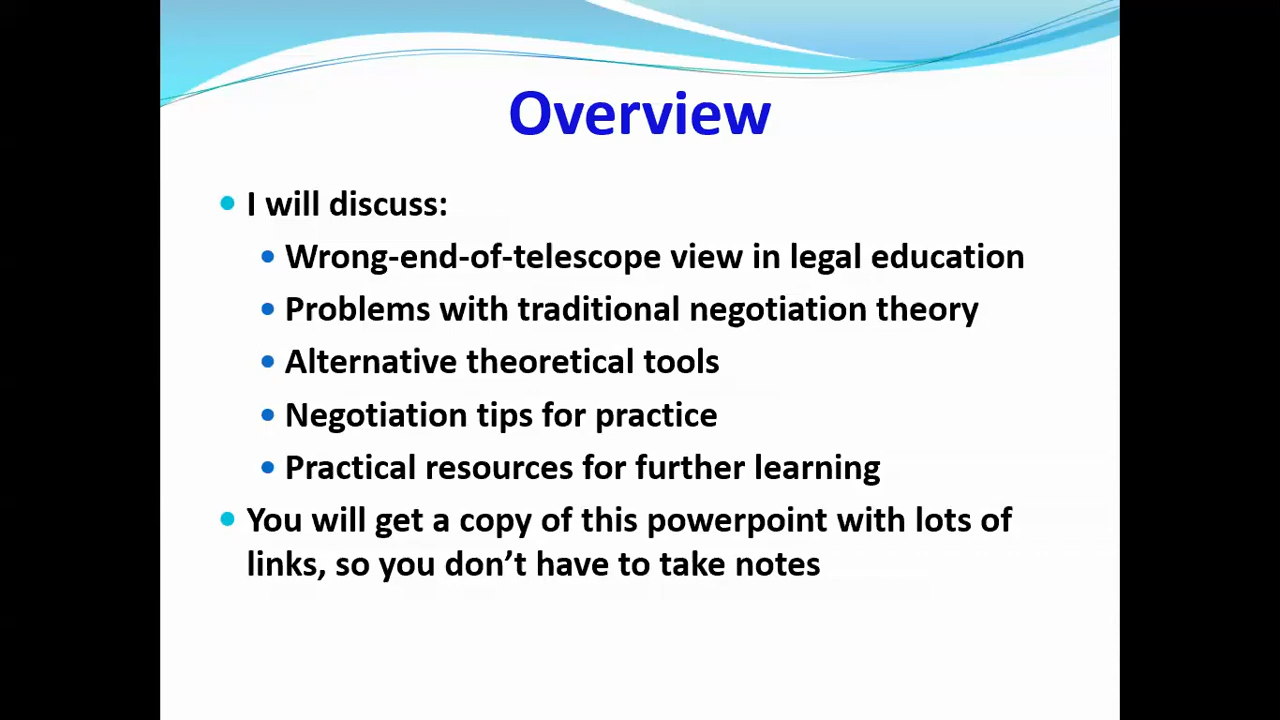 Overview
I will discuss:
Wrong-end-of-telescope view in legal education
Problems with traditional negotiation theory
Alternative theoretical tools
Negotiation tips for practice
Practical resources for further learning
You will get a copy of this powerpoint with lots of
links, so you don’t have to take notes